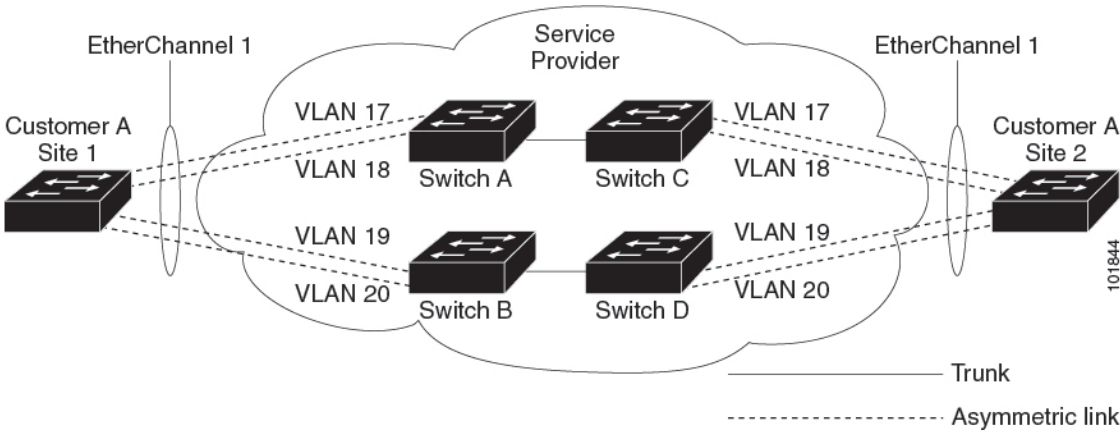 EtherChannel 1
Service
Provider
EtherChannel 1
VLAN 17
VLAN 17
Customer A
Site 1
Customer A
Site 2
VLAN 18
Switch A
Switch C
VLAN 18
VLAN 19
VLAN 19
VLAN 20
Switch B
Switch D
VLAN 20
101844
Trunk
Asymmetric link